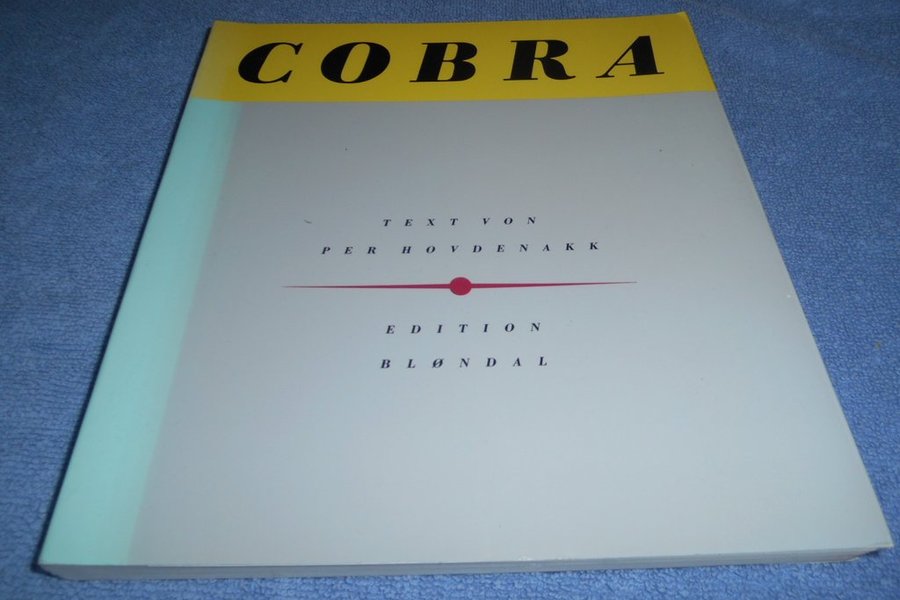 COBRA
TEXT VON
PER HOVDENAKK
EDITION
BLØNDAL